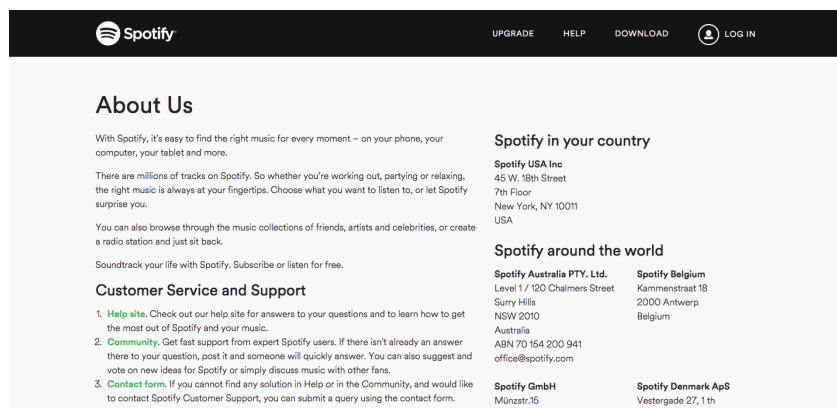 Spotify
UPGRADE HELP DOWNLOAD LOG IN
About Us
With Spotify, it's easy to find the right music for every moment – on your phone, your
computer, your tablet and more.
There are millions of tracks on Spotify. So whether you're working out, partying or relaxing,
the right music is always at your fingertips. Choose what you want to listen to, or let Spotify
surprise you.
You can also browse through the music collections of friends, artists and celebrities, or create
a radio station and just sit back.
Soundtrack your life with Spotify. Subscribe or listen for free.
Customer Service and Support
1. Help site. Check out our help site for answers to your questions and to learn how to get
the most out of Spotify and your music.
2. Community. Get fast support from expert Spotify users. If there isn't already an answer
there to your question, post it and someone will quickly answer. You can also suggest and
vote on new ideas for Spotify or simply discuss music with other fans.
3. Contact form. If you cannot find any solution in Help or in the Community, and would like
to contact Spotify Customer Support, you can submit a query using the contact form.
Spotify in your country
Spotify USA Inc
45 W. 18th Street
7th Floor
New York, NY 10011
USA
Spotify around the world
Spotify Australia PTY. Ltd.
Level 1 / 120 Chalmers Street
Surry Hills
NSW 2010
Australia
ABN 70 154 200 941
office@spotify.com
Spotify Belgium
Kammenstraat 18
2000 Antwerp
Belgium
Spotify GmbH
Münzstr.15
Spotify Denmark ApS
Vestergade 27, 1 th